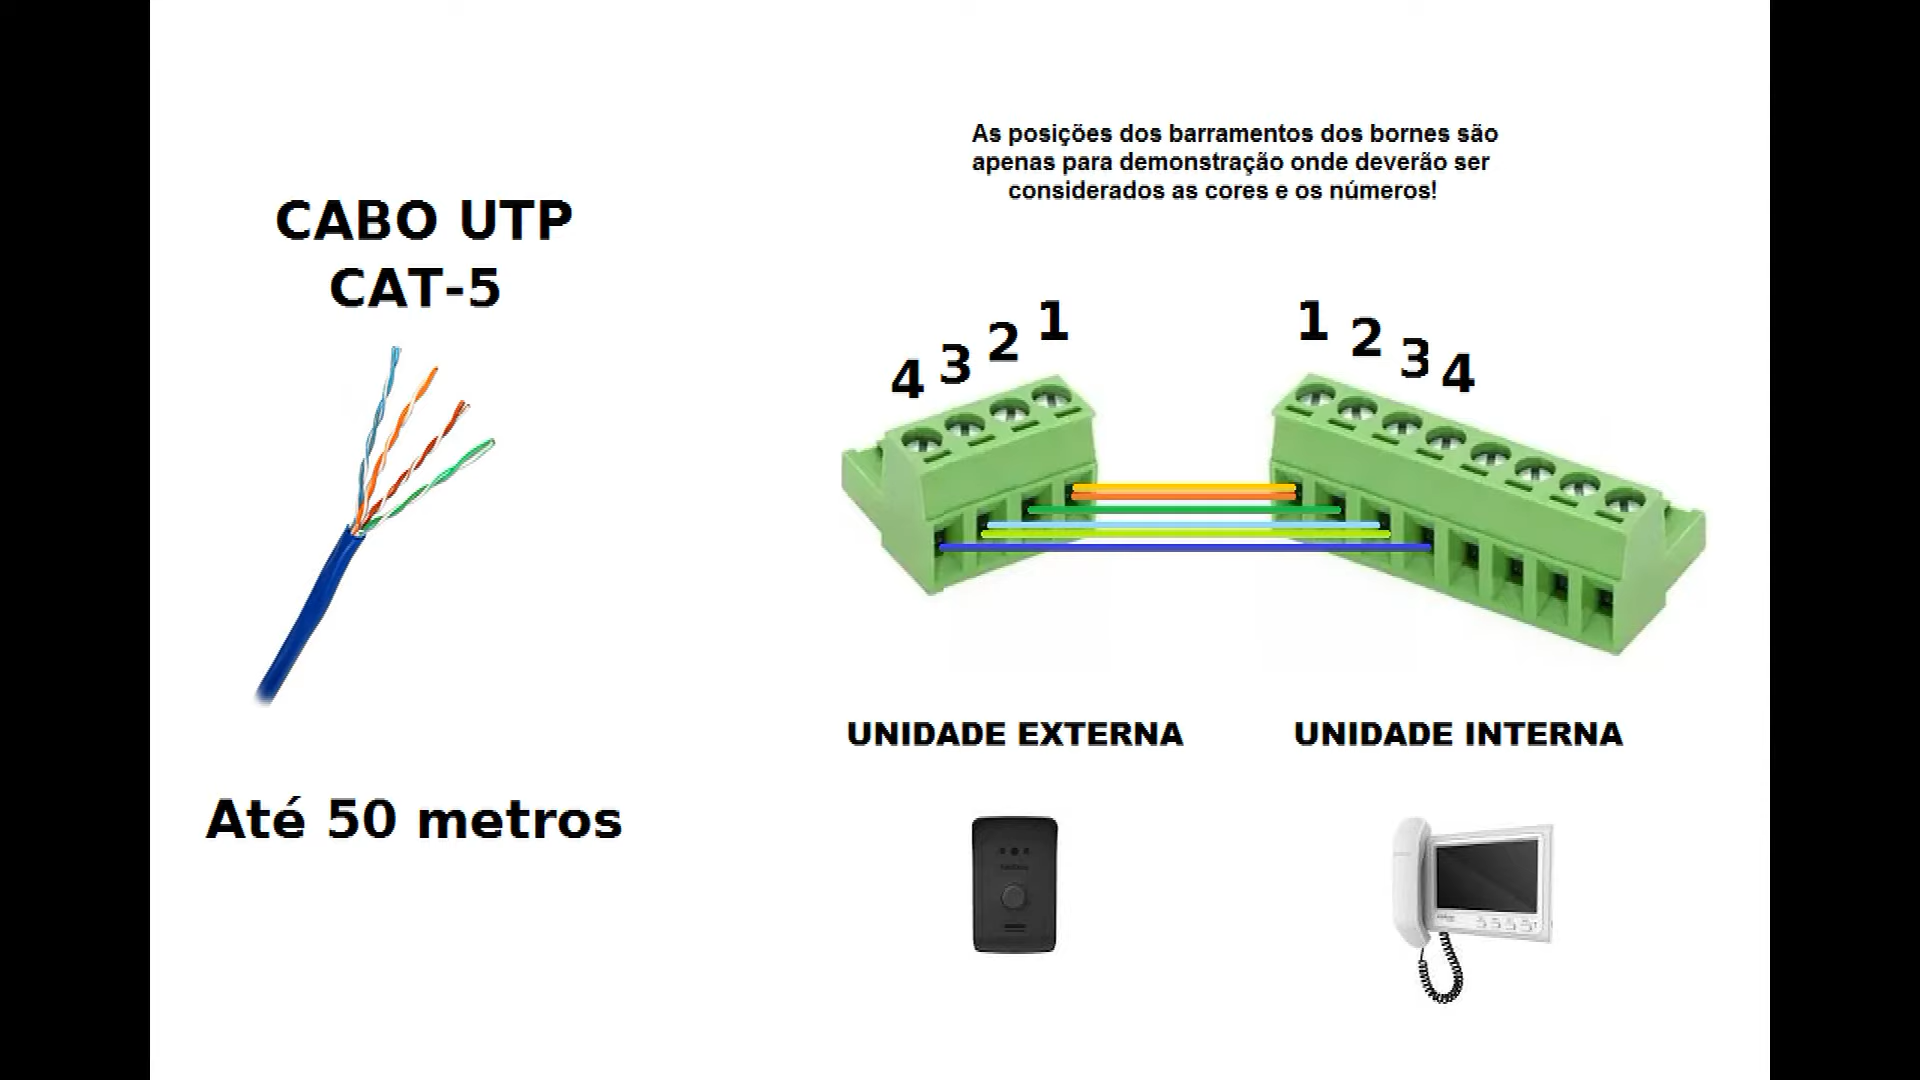 As posições dos barramentos dos bornes são
apenas para demonstração onde deverão ser
considerados as cores e os números!
CABO UTP
CAT-5
4 3 2 1
1 2 3 4
UNIDADE EXTERNA
UNIDADE INTERNA
Até 50 metros